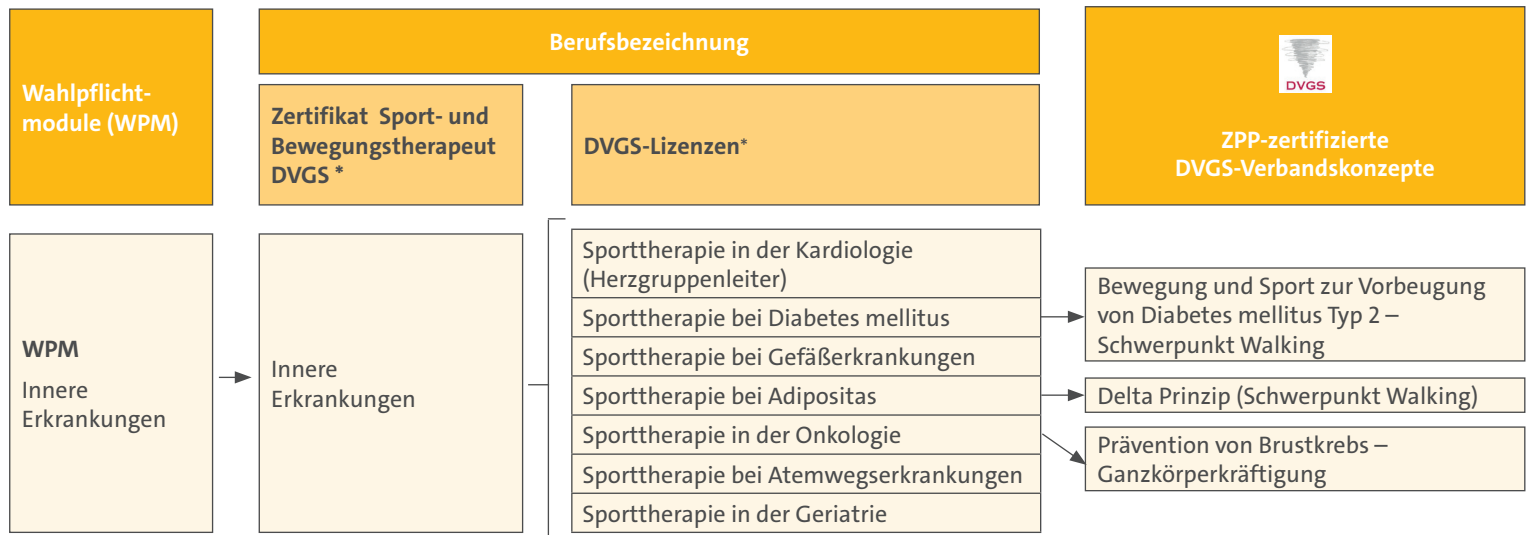 Wahlpflicht-
module (WPM)
Berufsbezeichnung
Zertifikat Sport- und
Bewegungstherapeut
DVGS *
DVGS-Lizenzen*
DVGS
ZPP-zertifizierte
DVGS-Verbandskonzepte
WPM
Innere
Erkrankungen
Innere
Erkrankungen
Sporttherapie in der Kardiologie
(Herzgruppenleiter)
Sporttherapie bei Diabetes mellitus
Sporttherapie bei Gefäßerkrankungen
Sporttherapie bei Adipositas
Sporttherapie in der Onkologie
Sporttherapie bei Atemwegserkrankungen
Sporttherapie in der Geriatrie
Bewegung und Sport zur Vorbeugung
von Diabetes mellitus Typ 2 –
Schwerpunkt Walking
Delta Prinzip (Schwerpunkt Walking)
Prävention von Brustkrebs –
Ganzkörperkräftigung